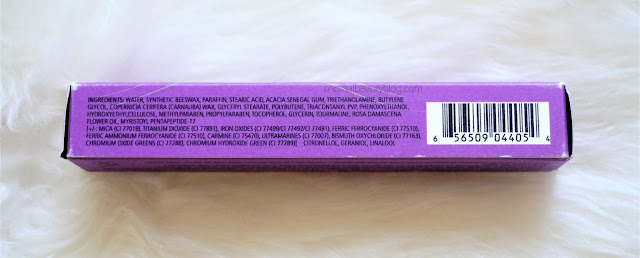 originalbeautyblog.com
INGREDIENTS: WATER, SYNTHETIC BEESWAX, PARAFFIN, STEARIC ACID, ACACIA SENEGAL GUM, TRIETHANOLAMINE, BUTYLENE
GLYCOL, COPERNICIA CERIFERA (CARNAUBA) WAX, GLYCERYL STEARATE, POLYBUTENE, TRIACONTANYL PVP, PHENOXYETHANOL,
HYDROXYETHYLCELLULOSE, METHYLPARABEN, PROPYLPARABEN, TOCOPHEROL, GLYCERIN, TOURMALINE, ROSA DAMASCENA
FLOWER OIL, MYRISTOYL PENTAPEPTIDE-17
[+/-: MICA (CI 77019), TITANIUM DIOXIDE (CI 77891), IRON OXIDES (CI 77499/CI 77492/CI 77491), FERRIC FERROCYANIDE (CI 77510),
FERRIC AMMONIUM FERROCYANIDE (CI 77510), CARMINE (CI 75470), ULTRAMARINES (CI 77007), BISMUTH OXYCHLORIDE (CI 77163),
CHROMIUM OXIDE GREENS (CI 77288), CHROMIUM HYDROXIDE GREEN (CI 77289)] CITRONELLOL, GERANIOL, LINALOOL
6 56509 04405 4